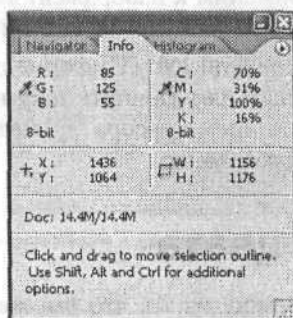 Navigator Info Histogram
R: 85 C: 70%
G: 125 M: 31%
B: 55 Y: 100%
K: 16%
8-bit 8-bit
X: 1436 W: 1156
Y: 1064 H: 1176
Doc: 14.4M/14.4M
Click and drag to move selection outline.
Use Shift, Alt and Ctrl for additional
options.